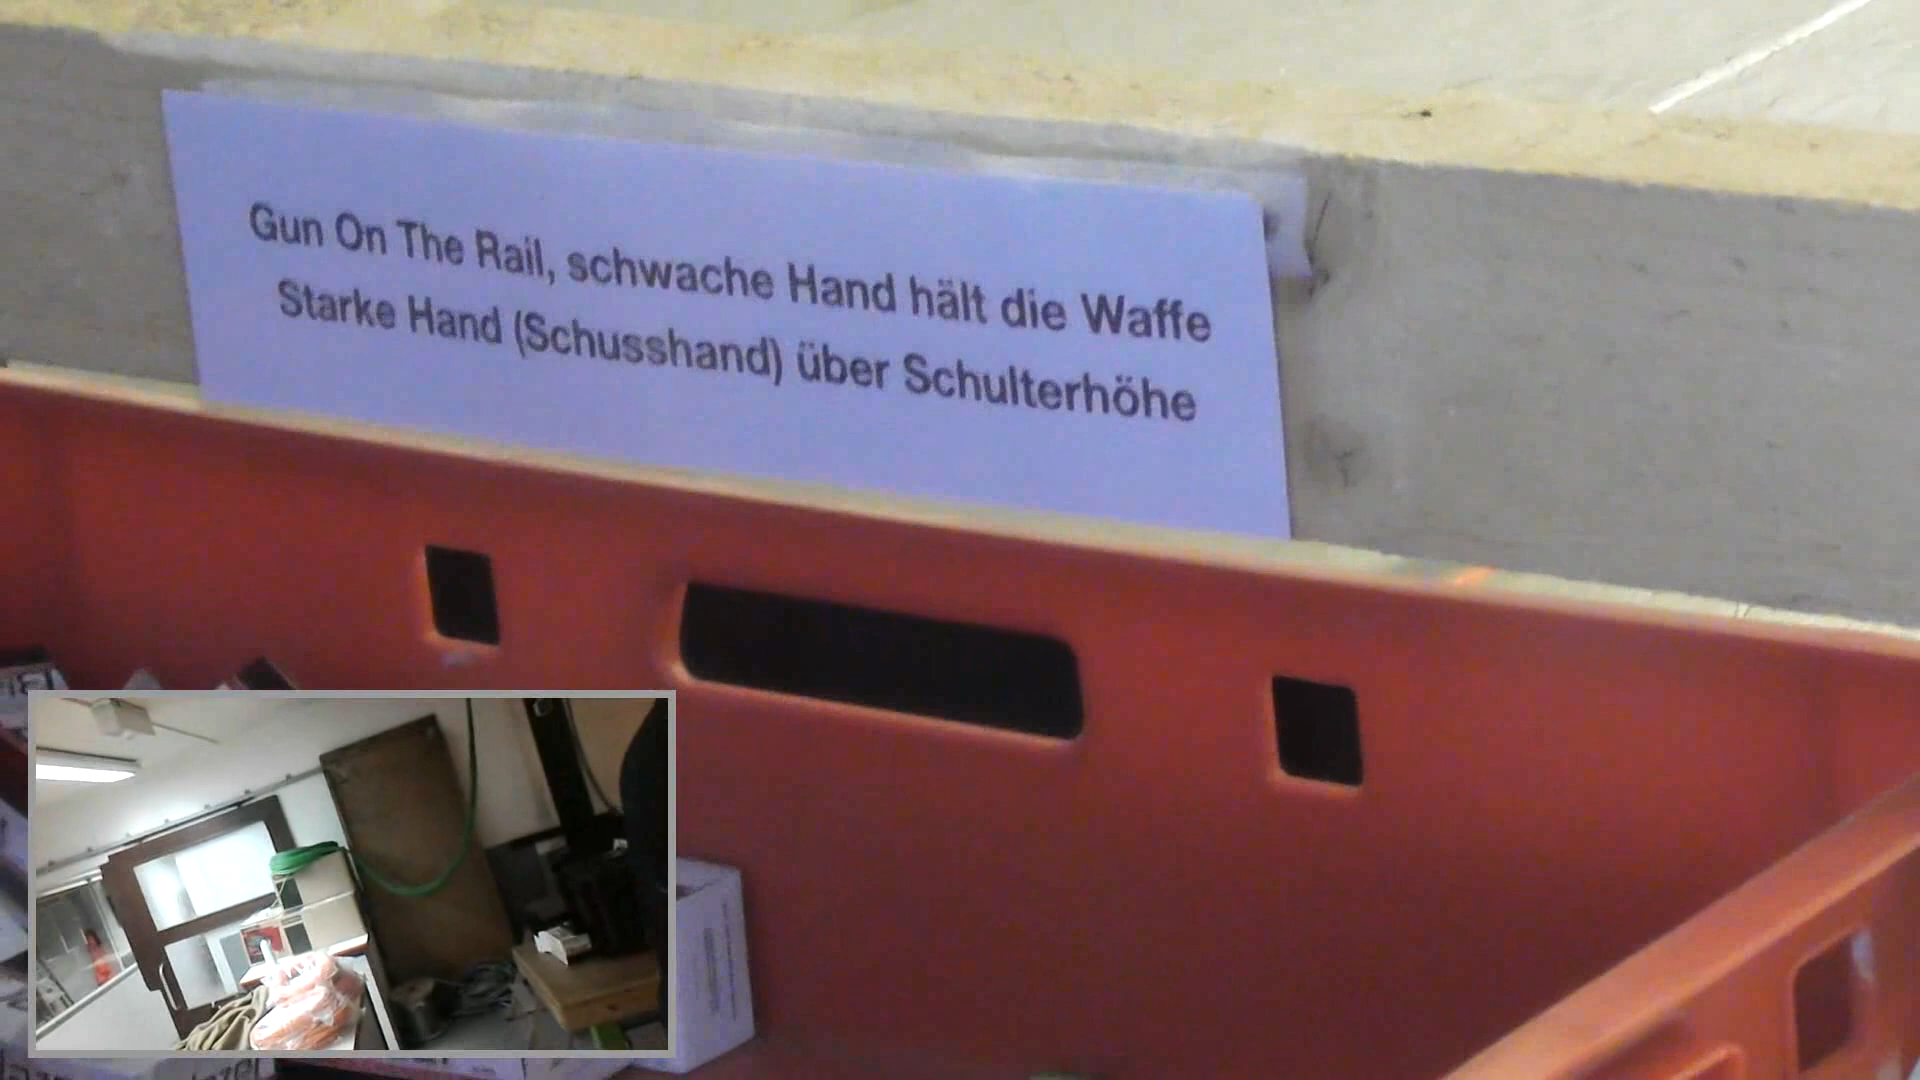 Gun On The Rail, schwache Hand hält die Waffe
Starke Hand (Schusshand) über Schulterhöhe